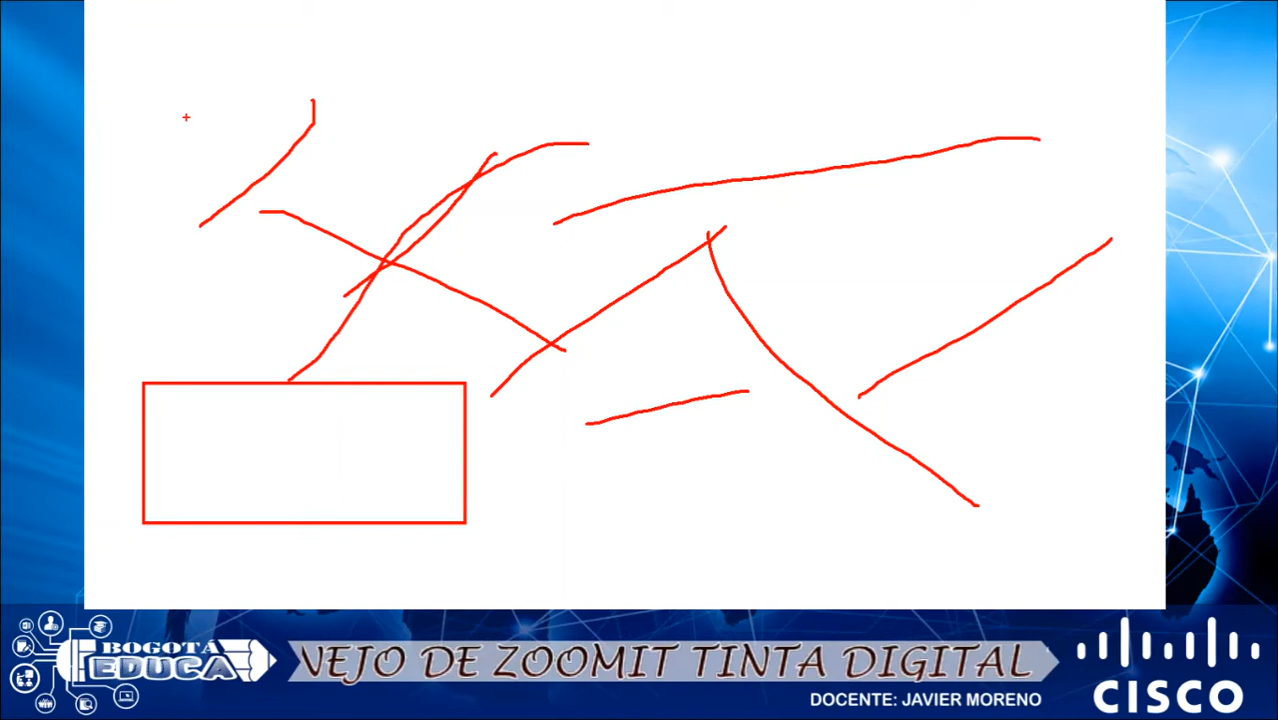 BOGOTÁ
EDUCA
NEJO DE ZOOMIT TINTA DIGITAL
DOCENTE: JAVIER MORENO
CISCO